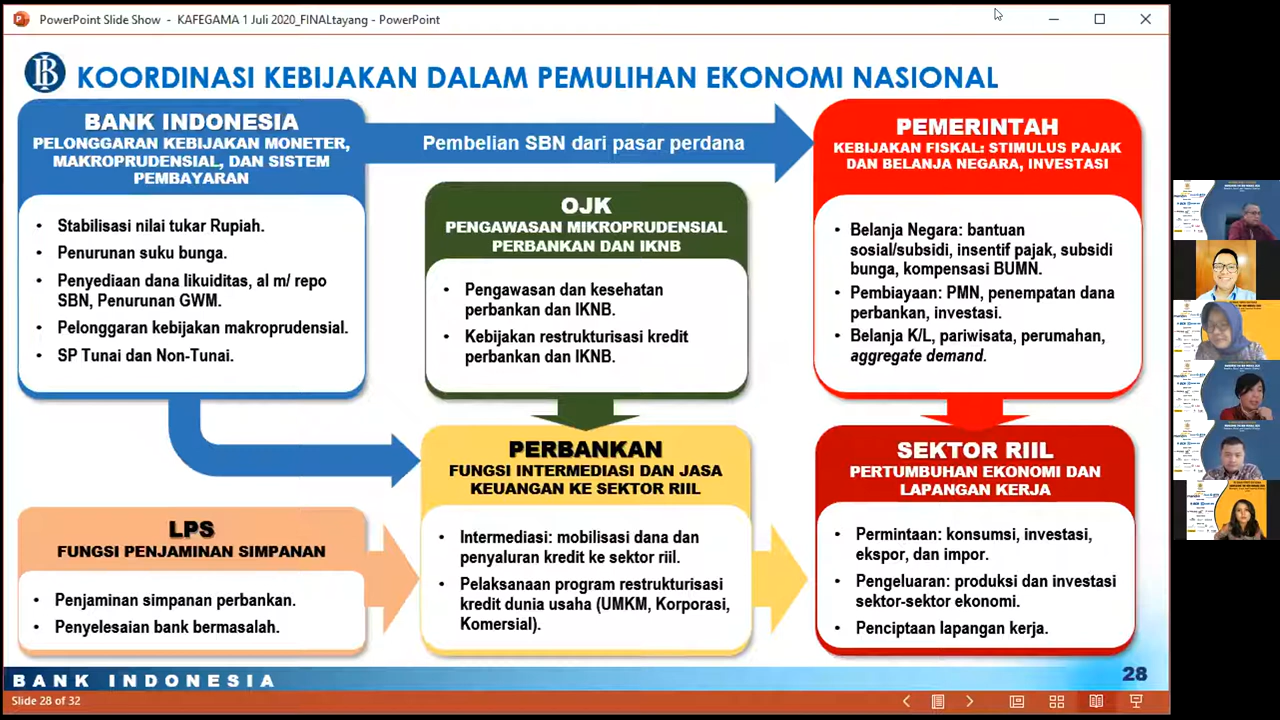 PowerPoint Slide Show - KAFEGAMA 1 Juli 2020_FINALtayang - PowerPoint
KOORDINASI KEBIJAKAN DALAM PEMULIHAN EKONOMI NASIONAL
BANK INDONESIA
PELONGGARAN KEBIJAKAN MONETER,
MAKROPRUDENSIAL, DAN SISTEM
PEMBAYARAN
• Stabilisasi nilai tukar Rupiah.
• Penurunan suku bunga.
• Penyediaan dana likuiditas, al m/ repo
SBN, Penurunan GWM.
• Pelonggaran kebijakan makroprudensial.
• SP Tunai dan Non-Tunai.
Pembelian SBN dari pasar perdana
OJK
PENGAWASAN MIKROPRUDENSIAL
PERBANKAN DAN IKNB
• Pengawasan dan kesehatan
perbankan dan IKNB.
• Kebijakan restrukturisasi kredit
perbankan dan IKNB.
PEMERINTAH
KEBIJAKAN FISKAL: STIMULUS PAJAK
DAN BELANJA NEGARA, INVESTASI
• Belanja Negara: bantuan
sosial/subsidi, insentif pajak, subsidi
bunga, kompensasi BUMN.
• Pembiayaan: PMN, penempatan dana
perbankan, investasi.
• Belanja K/L, pariwisata, perumahan,
aggregate demand.
LPS
FUNGSI PENJAMINAN SIMPANAN
• Penjaminan simpanan perbankan.
• Penyelesaian bank bermasalah.
PERBANKAN
FUNGSI INTERMEDIASI DAN JASA
KEUANGAN KE SEKTOR RIIL
• Intermediasi: mobilisasi dana dan
penyaluran kredit ke sektor riil.
• Pelaksanaan program restrukturisasi
kredit dunia usaha (UMKM, Korporasi,
Komersial).
SEKTOR RIIL
PERTUMBUHAN EKONOMI DAN
LAPANGAN KERJA
• Permintaan: konsumsi, investasi,
ekspor, dan impor.
• Pengeluaran: produksi dan investasi
sektor-sektor ekonomi.
• Penciptaan lapangan kerja.
BANK INDONESIA
28
Slide 28 of 32